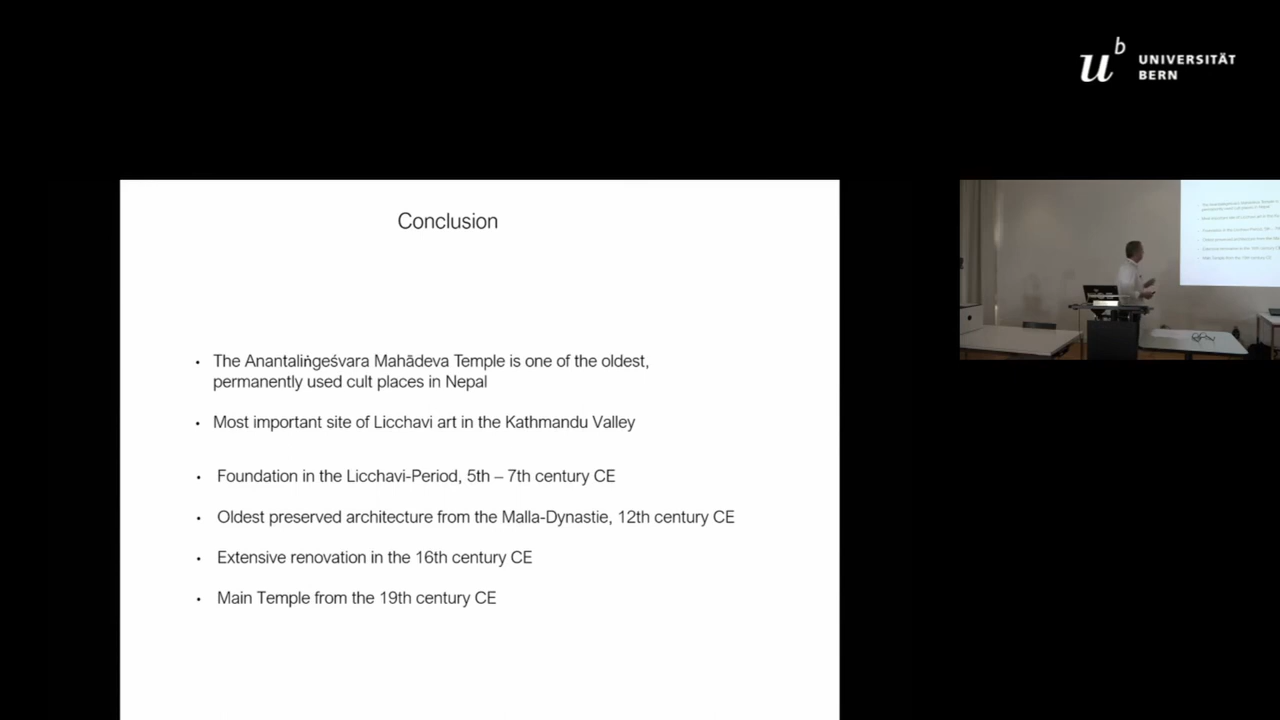 u^b UNIVERSITÄT
BERN
Conclusion
• The Anantaliṅgeśvara Mahādeva Temple is one of the oldest,
permanently used cult places in Nepal
• Most important site of Licchavi art in the Kathmandu Valley
• Foundation in the Licchavi-Period, 5th – 7th century CE
• Oldest preserved architecture from the Malla-Dynastie, 12th century CE
• Extensive renovation in the 16th century CE
• Main Temple from the 19th century CE